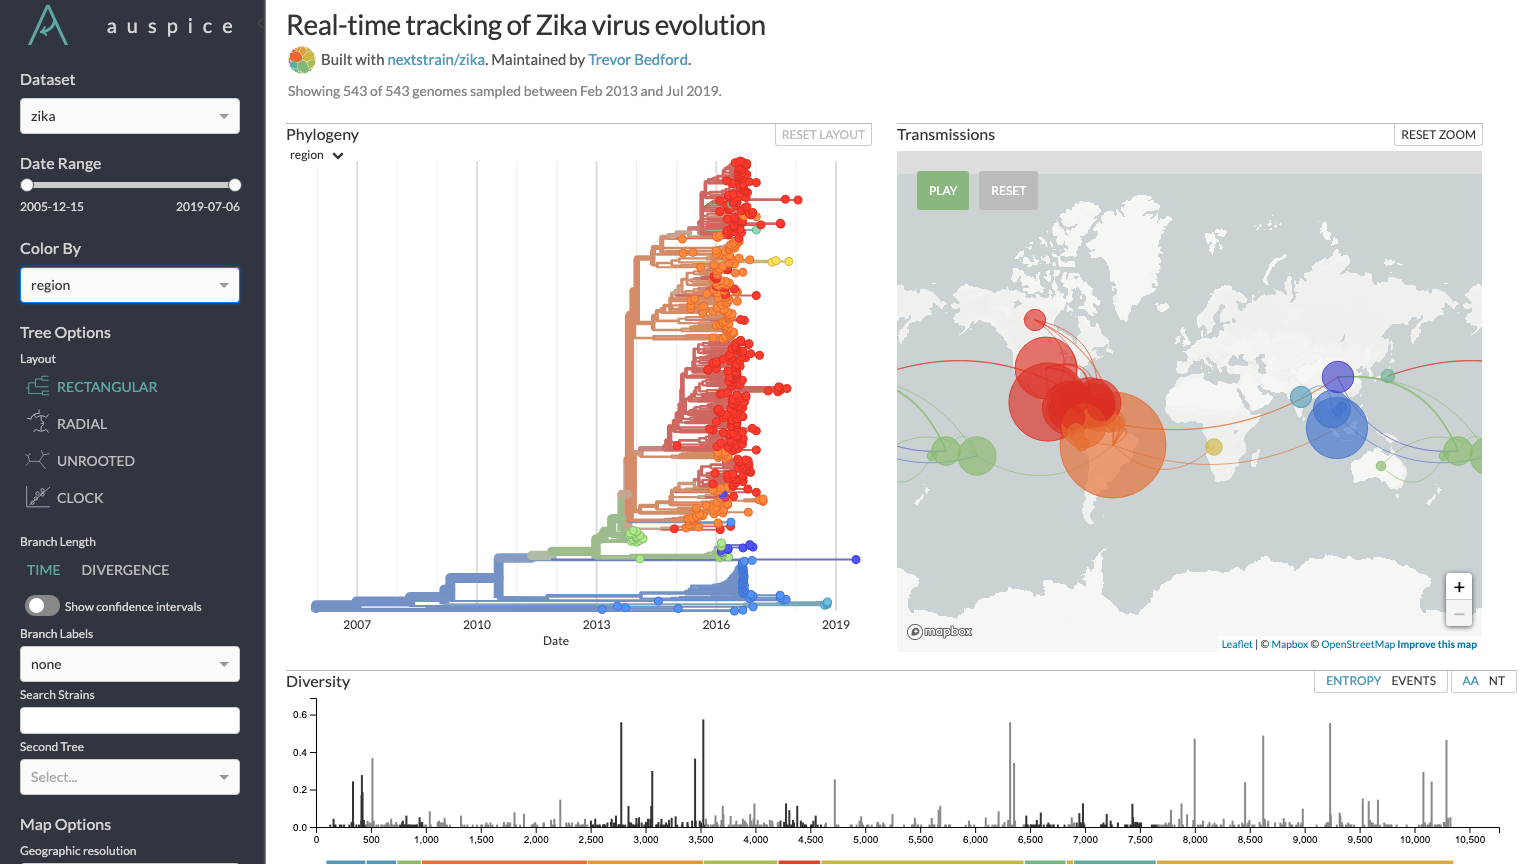 auspice
Dataset
zika
Date Range
2005-12-15 2019-07-06
Color By
region
Tree Options
Layout
RECTANGULAR
RADIAL
UNROOTED
CLOCK
Branch Length
TIME DIVERGENCE
Show confidence intervals
Branch Labels
none
Search Strains
Second Tree
Select...
Map Options
Geographic resolution
Real-time tracking of Zika virus evolution
Built with nextstrain/zika. Maintained by Trevor Bedford.
Showing 543 of 543 genomes sampled between Feb 2013 and Jul 2019.
Phylogeny
RESET LAYOUT
region
2007 2010 2013 2016 2019
Date
Transmissions
RESET ZOOM
PLAY RESET
+
−
mapbox
Leaflet | © Mapbox © OpenStreetMap Improve this map
Diversity
ENTROPY EVENTS AA NT
0.6
0.4
0.2
0.0
0 500 1,000 1,500 2,000 2,500 3,000 3,500 4,000 4,500 5,000 5,500 6,000 6,500 7,000 7,500 8,000 8,500 9,000 9,500 10,000 10,500